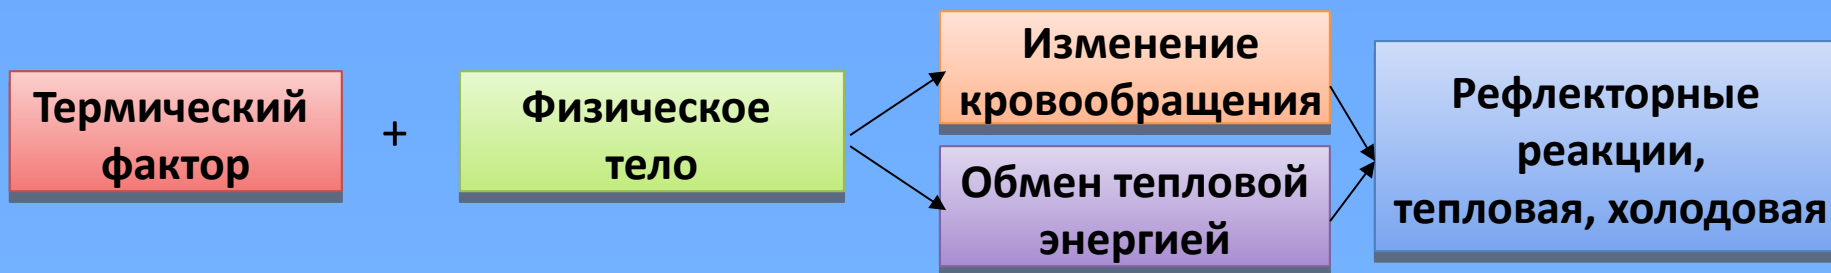 Термический
фактор
+
Физическое
тело
Изменение
кровообращения
Обмен тепловой
энергией
Рефлекторные
реакции,
тепловая, холодовая